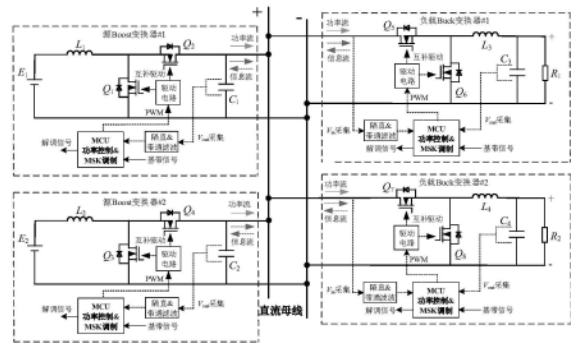 +
-
源Boost变换器#1
L1
Q2
功率流
信息流
E1
Q1
互补驱动
驱动
电路
C1
PWM
MCU
功率控制&
MSK调制
隔直&
带通滤波
Vout采集
解调信号
基带信号
负载Buck变换器#1
功率流
信息流
Q5
L3
+
互补驱动
驱动
电路
Q6
C3
R1
PWM
-
Vin采集
隔直&
带通滤波
MCU
功率控制&
MSK调制
Vout采集
解调信号
基带信号
源Boost变换器#2
L2
Q4
功率流
信息流
E2
Q3
互补驱动
驱动
电路
C2
PWM
MCU
功率控制&
MSK调制
隔直&
带通滤波
Vout采集
解调信号
基带信号
直流母线
负载Buck变换器#2
功率流
信息流
Q7
L4
+
互补驱动
驱动
电路
Q8
C4
R2
PWM
-
Vin采集
隔直&
带通滤波
MCU
功率控制&
MSK调制
Vout采集
解调信号
基带信号